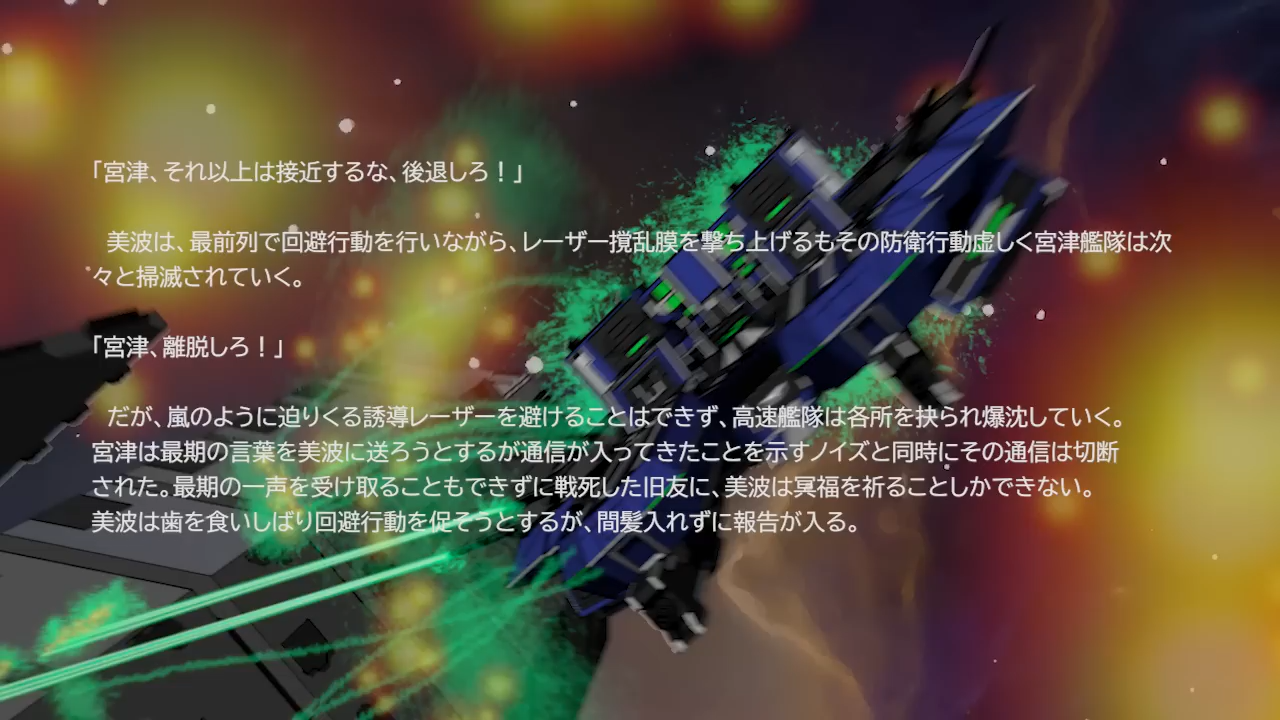 「宮津、それ以上は接近するな、後退しろ！」
美波は、最前列で回避行動を行いながら、レーザー撹乱膜を撃ち上げるもその防衛行動虚しく宮津艦隊は次
々と掃滅されていく。
「宮津、離脱しろ！」
だが、嵐のように迫りくる誘導レーザーを避けることはできず、高速艦隊は各所を抉られ爆沈していく。
宮津は最期の言葉を美波に送ろうとするが通信が入ってきたことを示すノイズと同時にその通信は切断
された。最期の一声を受け取ることもできずに戦死した旧友に、美波は冥福を祈ることしかできない。
美波は歯を食いしばり回避行動を促そうとするが、間髪入れずに報告が入る。